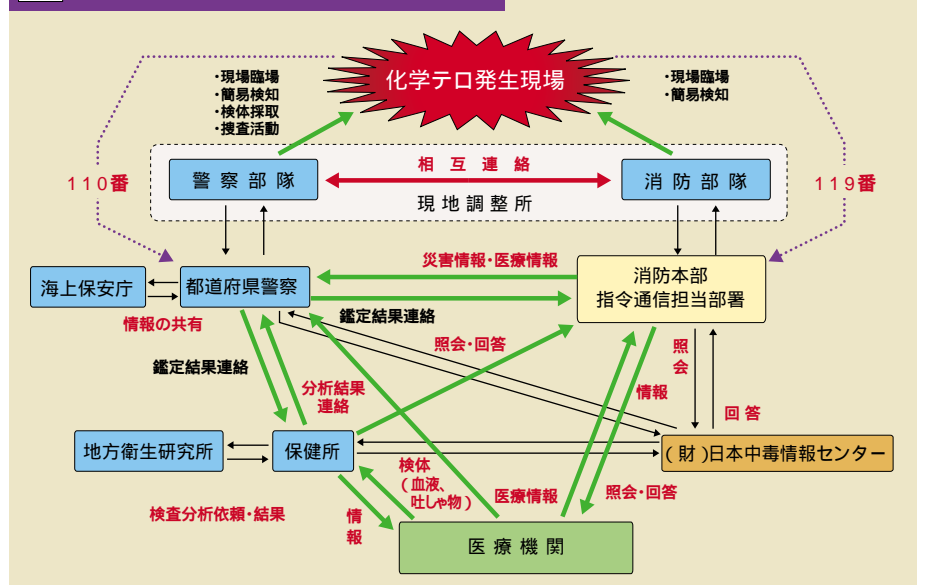 化学テロ発生現場
・現場臨場
・簡易検知
・検体採取
・捜査活動
・現場臨場
・簡易検知
110番
警察部隊
相互連絡
消防部隊
119番
現地調整所
災害情報・医療情報
海上保安庁
都道府県警察
消防本部
指令通信担当部署
情報の共有
鑑定結果連絡
照会・回答
照会
鑑定結果連絡
分析結果
連絡
情報
回答
地方衛生研究所
保健所
(財)日本中毒情報センター
検体
(血液、
吐しゃ物)
医療情報
照会・回答
検査分析依頼・結果
情報
医療機関